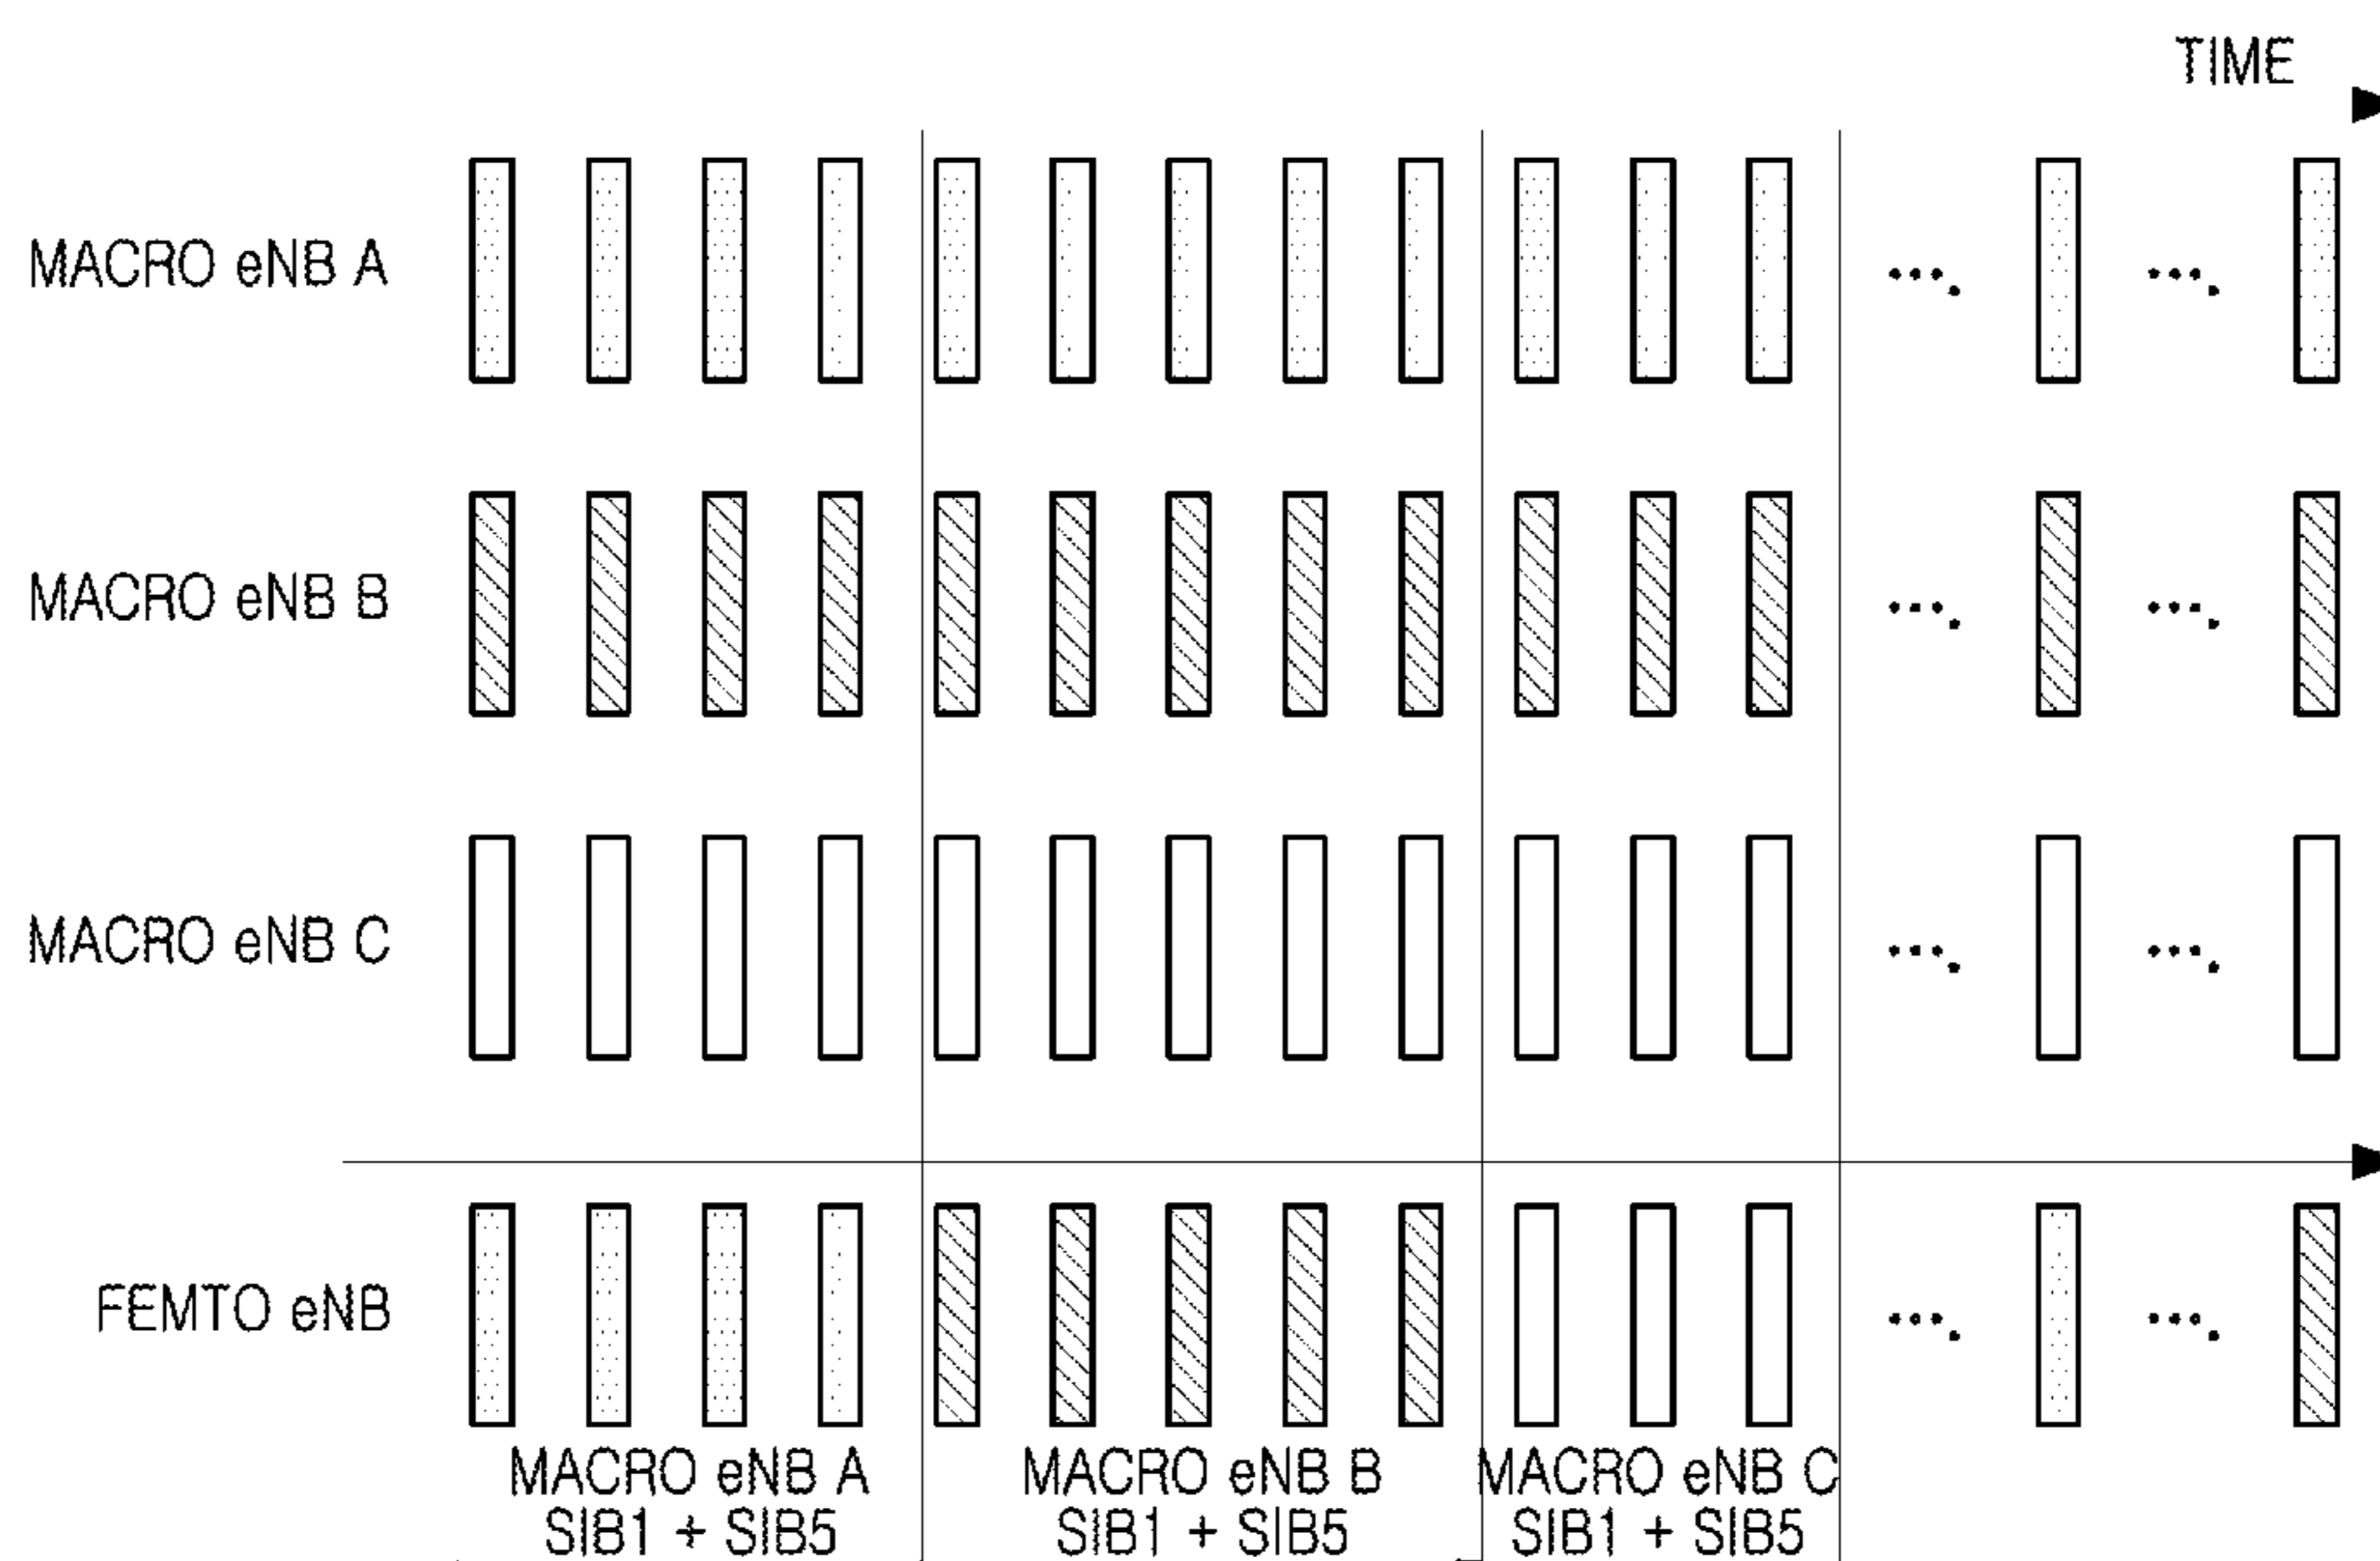 TIME
MACRO eNB A
MACRO eNB B
MACRO eNB C
FEMTO eNB
MACRO eNB A
SIB1 + SIB5
MACRO eNB B
SIB1 + SIB5
MACRO eNB C
SIB1 + SIB5